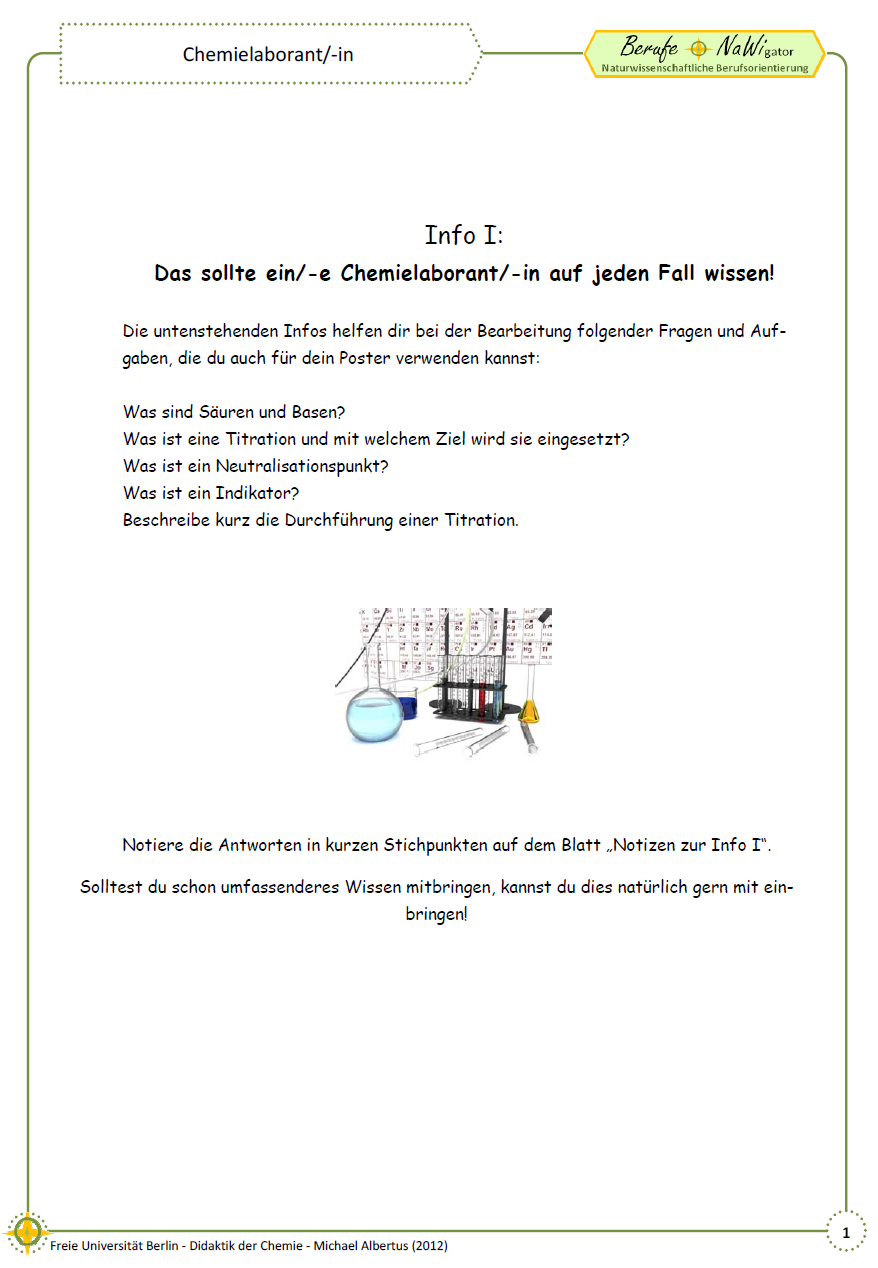 Chemielaborant/-in
Berufe NaWigator
Naturwissenschaftliche Berufsorientierung
Info I:
Das sollte ein/-e Chemielaborant/-in auf jeden Fall wissen!
Die untenstehenden Infos helfen dir bei der Bearbeitung folgender Fragen und Auf-
gaben, die du auch für dein Poster verwenden kannst:
Was sind Säuren und Basen?
Was ist eine Titration und mit welchem Ziel wird sie eingesetzt?
Was ist ein Neutralisationspunkt?
Was ist ein Indikator?
Beschreibe kurz die Durchführung einer Titration.
Notiere die Antworten in kurzen Stichpunkten auf dem Blatt „Notizen zur Info I“.
Solltest du schon umfassenderes Wissen mitbringen, kannst du dies natürlich gern mit ein-
bringen!
Freie Universität Berlin - Didaktik der Chemie - Michael Albertus (2012)
1